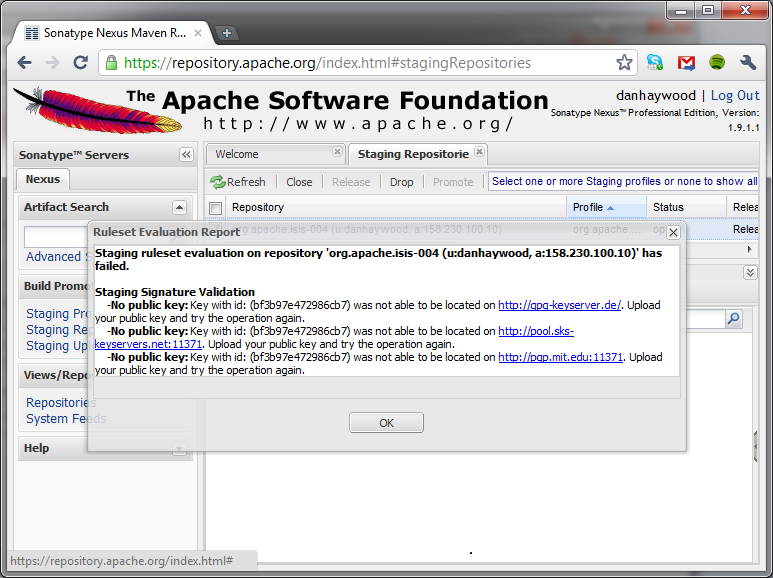 Sonatype Nexus Maven R...
https://repository.apache.org/index.html#stagingRepositories
The Apache Software Foundation
http://www.apache.org/
danhaywood | Log Out
Sonatype Nexus™ Professional Edition, Version:
1.9.1.1
Sonatype™ Servers
Nexus
Welcome
Staging Repositorie
Refresh Close Release Drop Promote Select one or more Staging profiles or none to show all
Artifact Search
Repository Profile Status Relea
org.apache.isis-004 (u:danhaywood, a:158.230.100.10) org.apache.... Relea
Advanced S
Build Promo
Staging Pro
Staging Rep
Staging Up
Views/Repo
Repositories
System Feeds
Help
Ruleset Evaluation Report
Staging ruleset evaluation on repository 'org.apache.isis-004 (u:danhaywood, a:158.230.100.10)' has
failed.
Staging Signature Validation
-No public key: Key with id: (bf3b97e472986cb7) was not able to be located on http://gpg-keyserver.de/. Upload
your public key and try the operation again.
-No public key: Key with id: (bf3b97e472986cb7) was not able to be located on http://pool.sks-
keyservers.net:11371. Upload your public key and try the operation again.
-No public key: Key with id: (bf3b97e472986cb7) was not able to be located on http://pgp.mit.edu:11371. Upload
your public key and try the operation again.
OK
https://repository.apache.org/index.html#